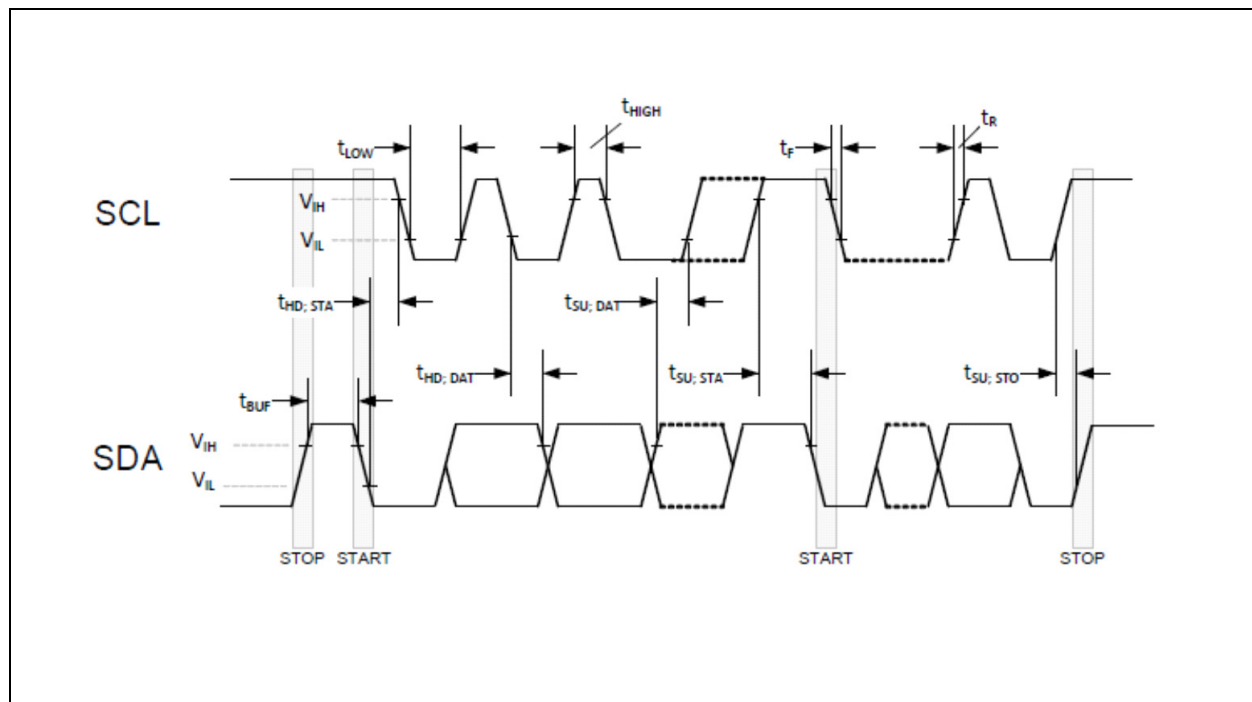 tHIGH
tR
tLOW
tF
SCL
VIH
VIL
tHD; STA
tSU; DAT
tHD; DAT
tSU; STA
tSU; STO
tBUF
VIH
SDA
VIL
STOP
START
START
STOP